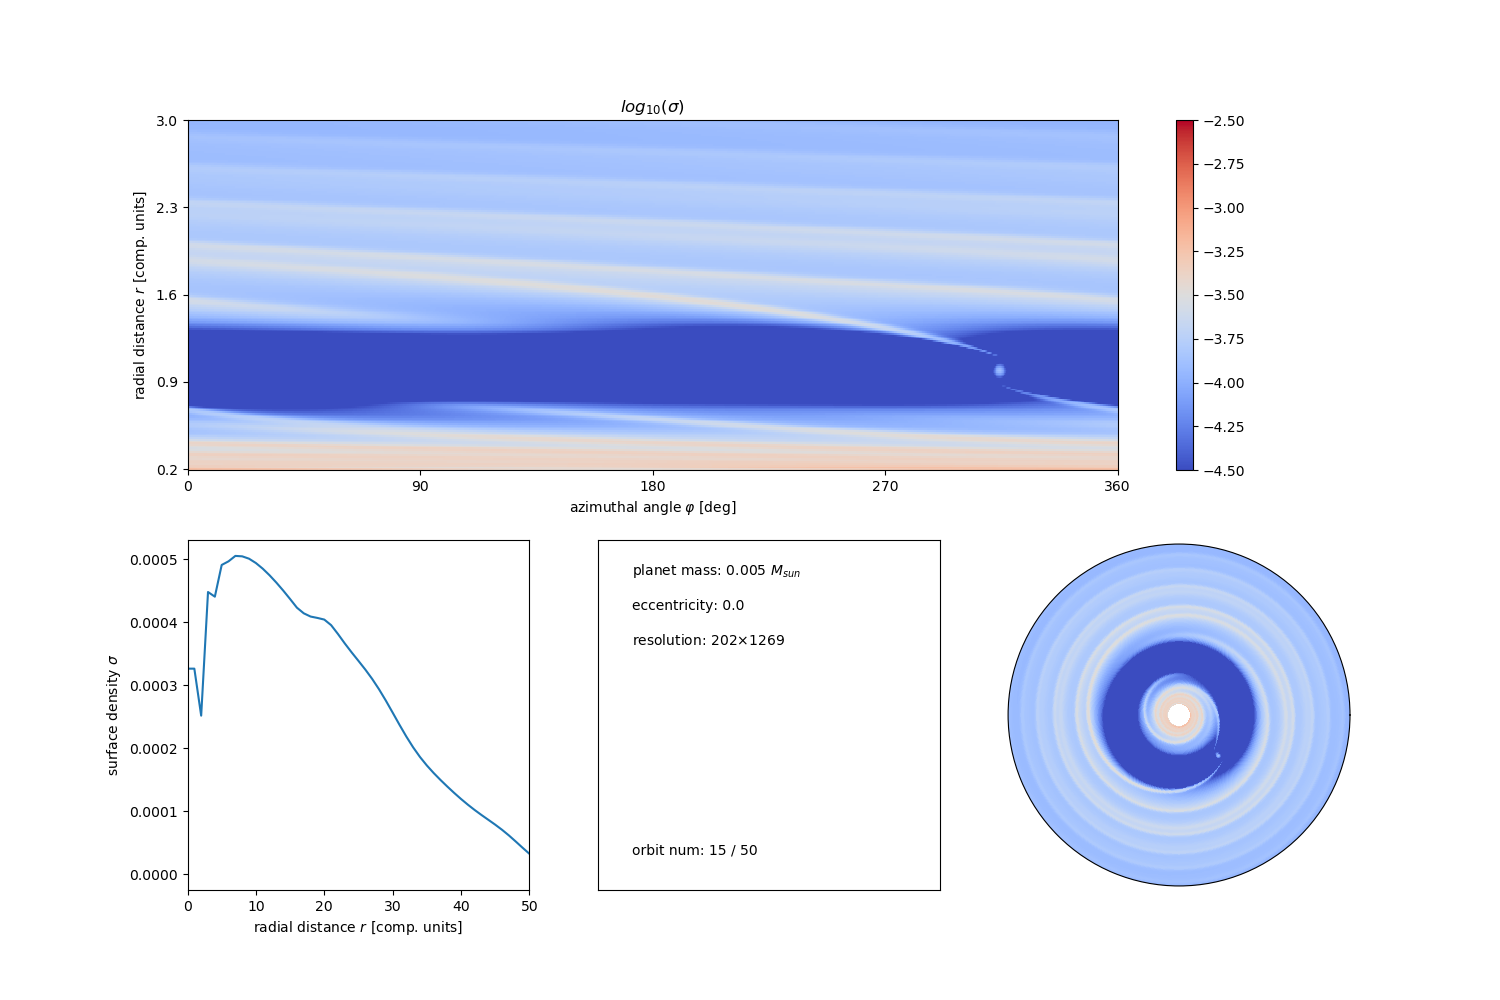 log₁₀(σ)
3.0
2.3
1.6
0.9
0.2
radial distance r [comp. units]
0 90 180 270 360
azimuthal angle φ [deg]
−2.50
−2.75
−3.00
−3.25
−3.50
−3.75
−4.00
−4.25
−4.50
0.0005
0.0004
0.0003
0.0002
0.0001
0.0000
surface density σ
0 10 20 30 40 50
radial distance r [comp. units]
planet mass: 0.005 M_sun
eccentricity: 0.0
resolution: 202×1269
orbit num: 15 / 50